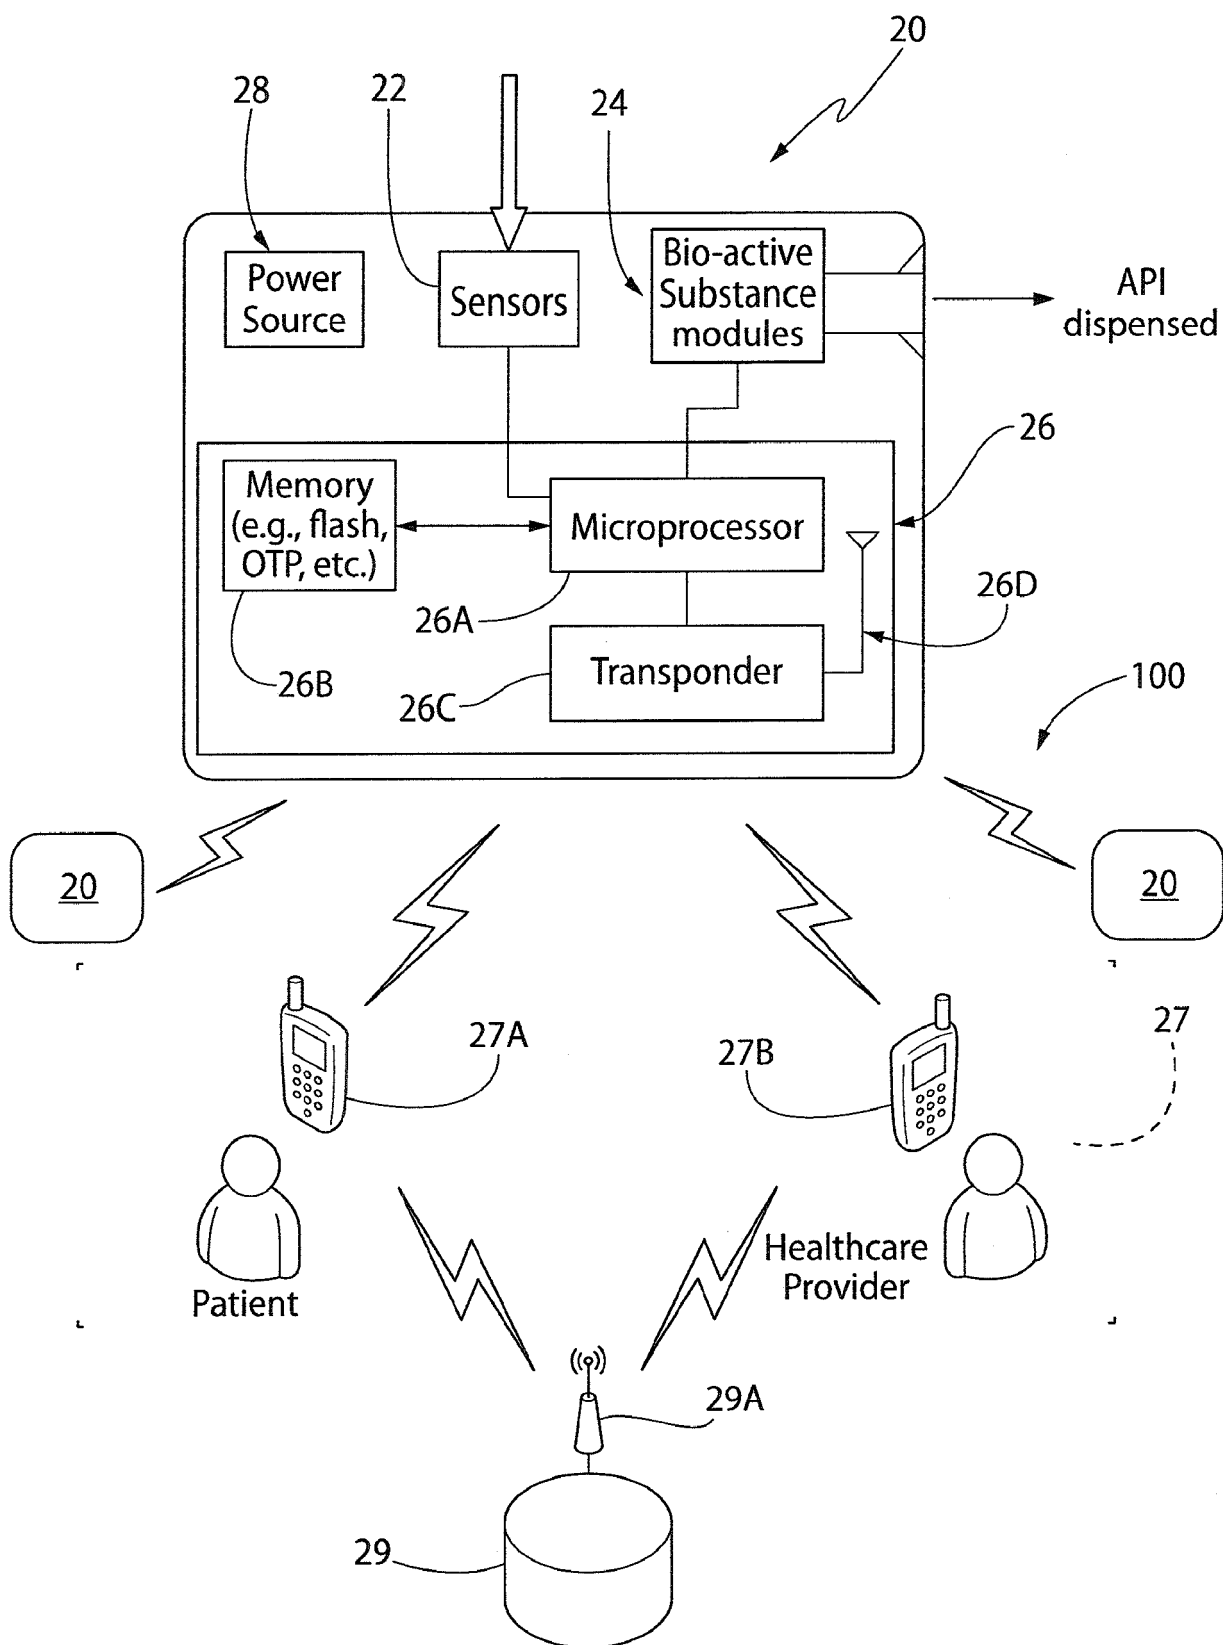 20
28
22
24
Power
Source
Sensors
Bio-active
Substance
modules
API
dispensed
26
Memory
(e.g., flash,
OTP, etc.)
Microprocessor
26A
26D
26B
26C
Transponder
100
20
20
27A
27B
27
Patient
Healthcare
Provider
29A
29